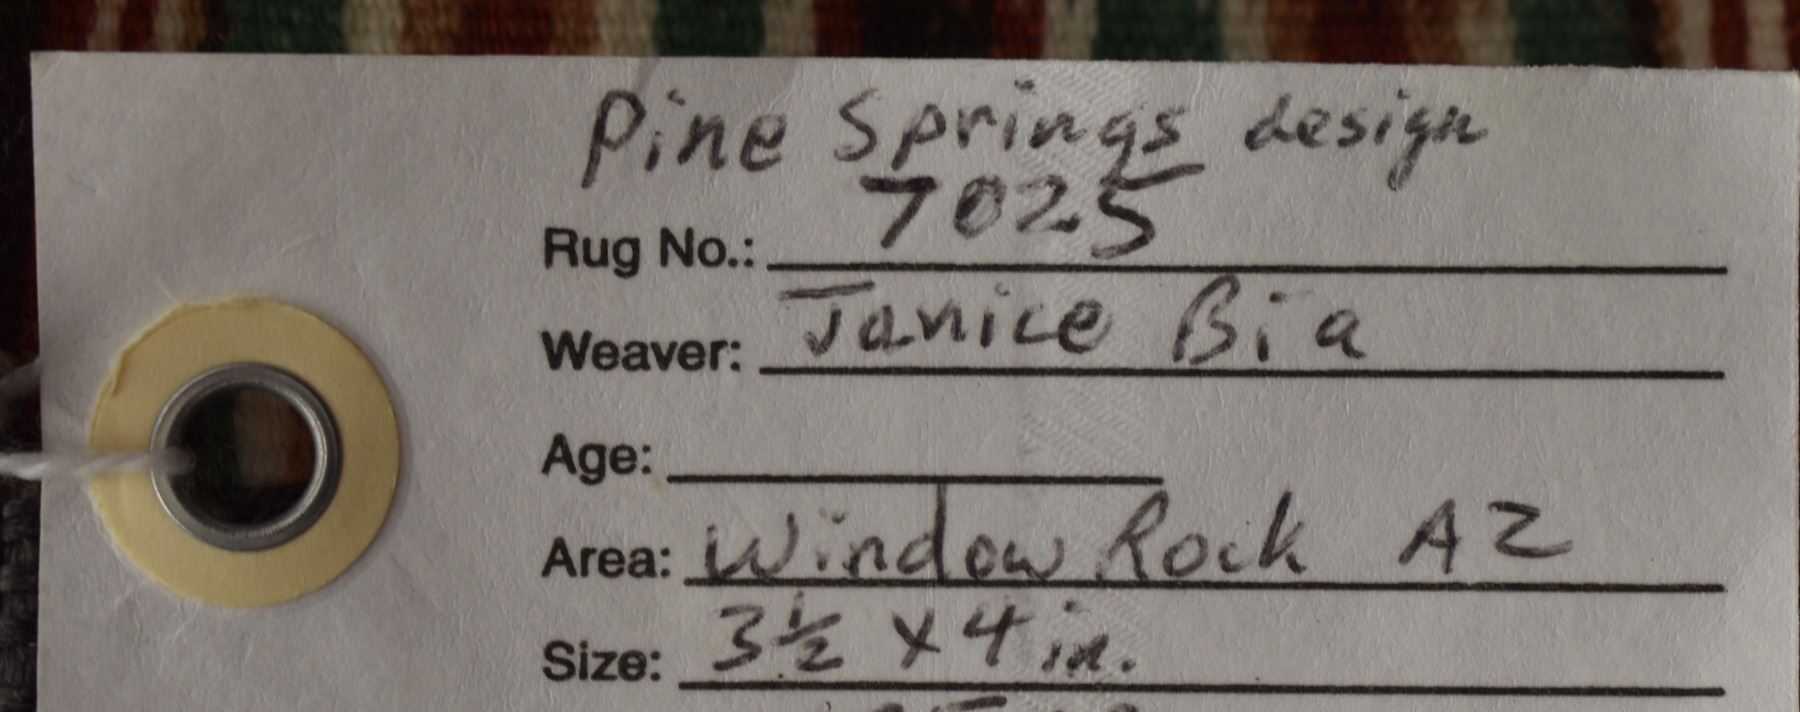 Pine Springs design
Rug No.: 7025
Weaver: Janice Bia
Age:
Area: Window Rock AZ
Size: 3½ x 4 in.